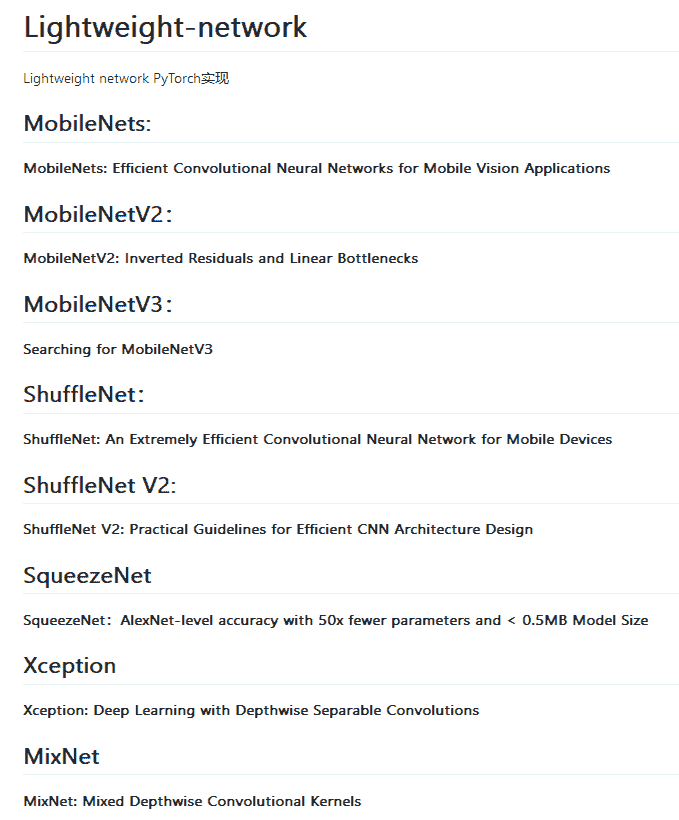 Lightweight-network
Lightweight network PyTorch实现
MobileNets:
MobileNets: Efficient Convolutional Neural Networks for Mobile Vision Applications
MobileNetV2：
MobileNetV2: Inverted Residuals and Linear Bottlenecks
MobileNetV3：
Searching for MobileNetV3
ShuffleNet：
ShuffleNet: An Extremely Efficient Convolutional Neural Network for Mobile Devices
ShuffleNet V2:
ShuffleNet V2: Practical Guidelines for Efficient CNN Architecture Design
SqueezeNet
SqueezeNet：AlexNet-level accuracy with 50x fewer parameters and < 0.5MB Model Size
Xception
Xception: Deep Learning with Depthwise Separable Convolutions
MixNet
MixNet: Mixed Depthwise Convolutional Kernels